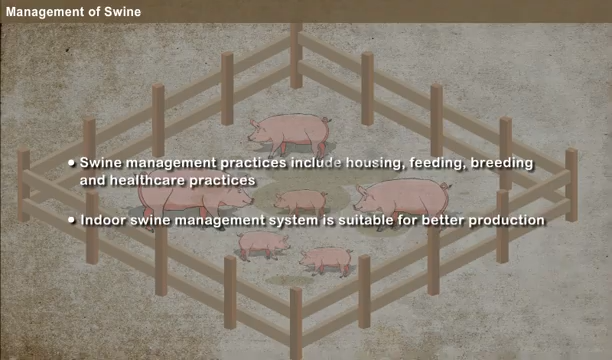 Management of Swine
• Swine management practices include housing, feeding, breeding
and healthcare practices
• Indoor swine management system is suitable for better production